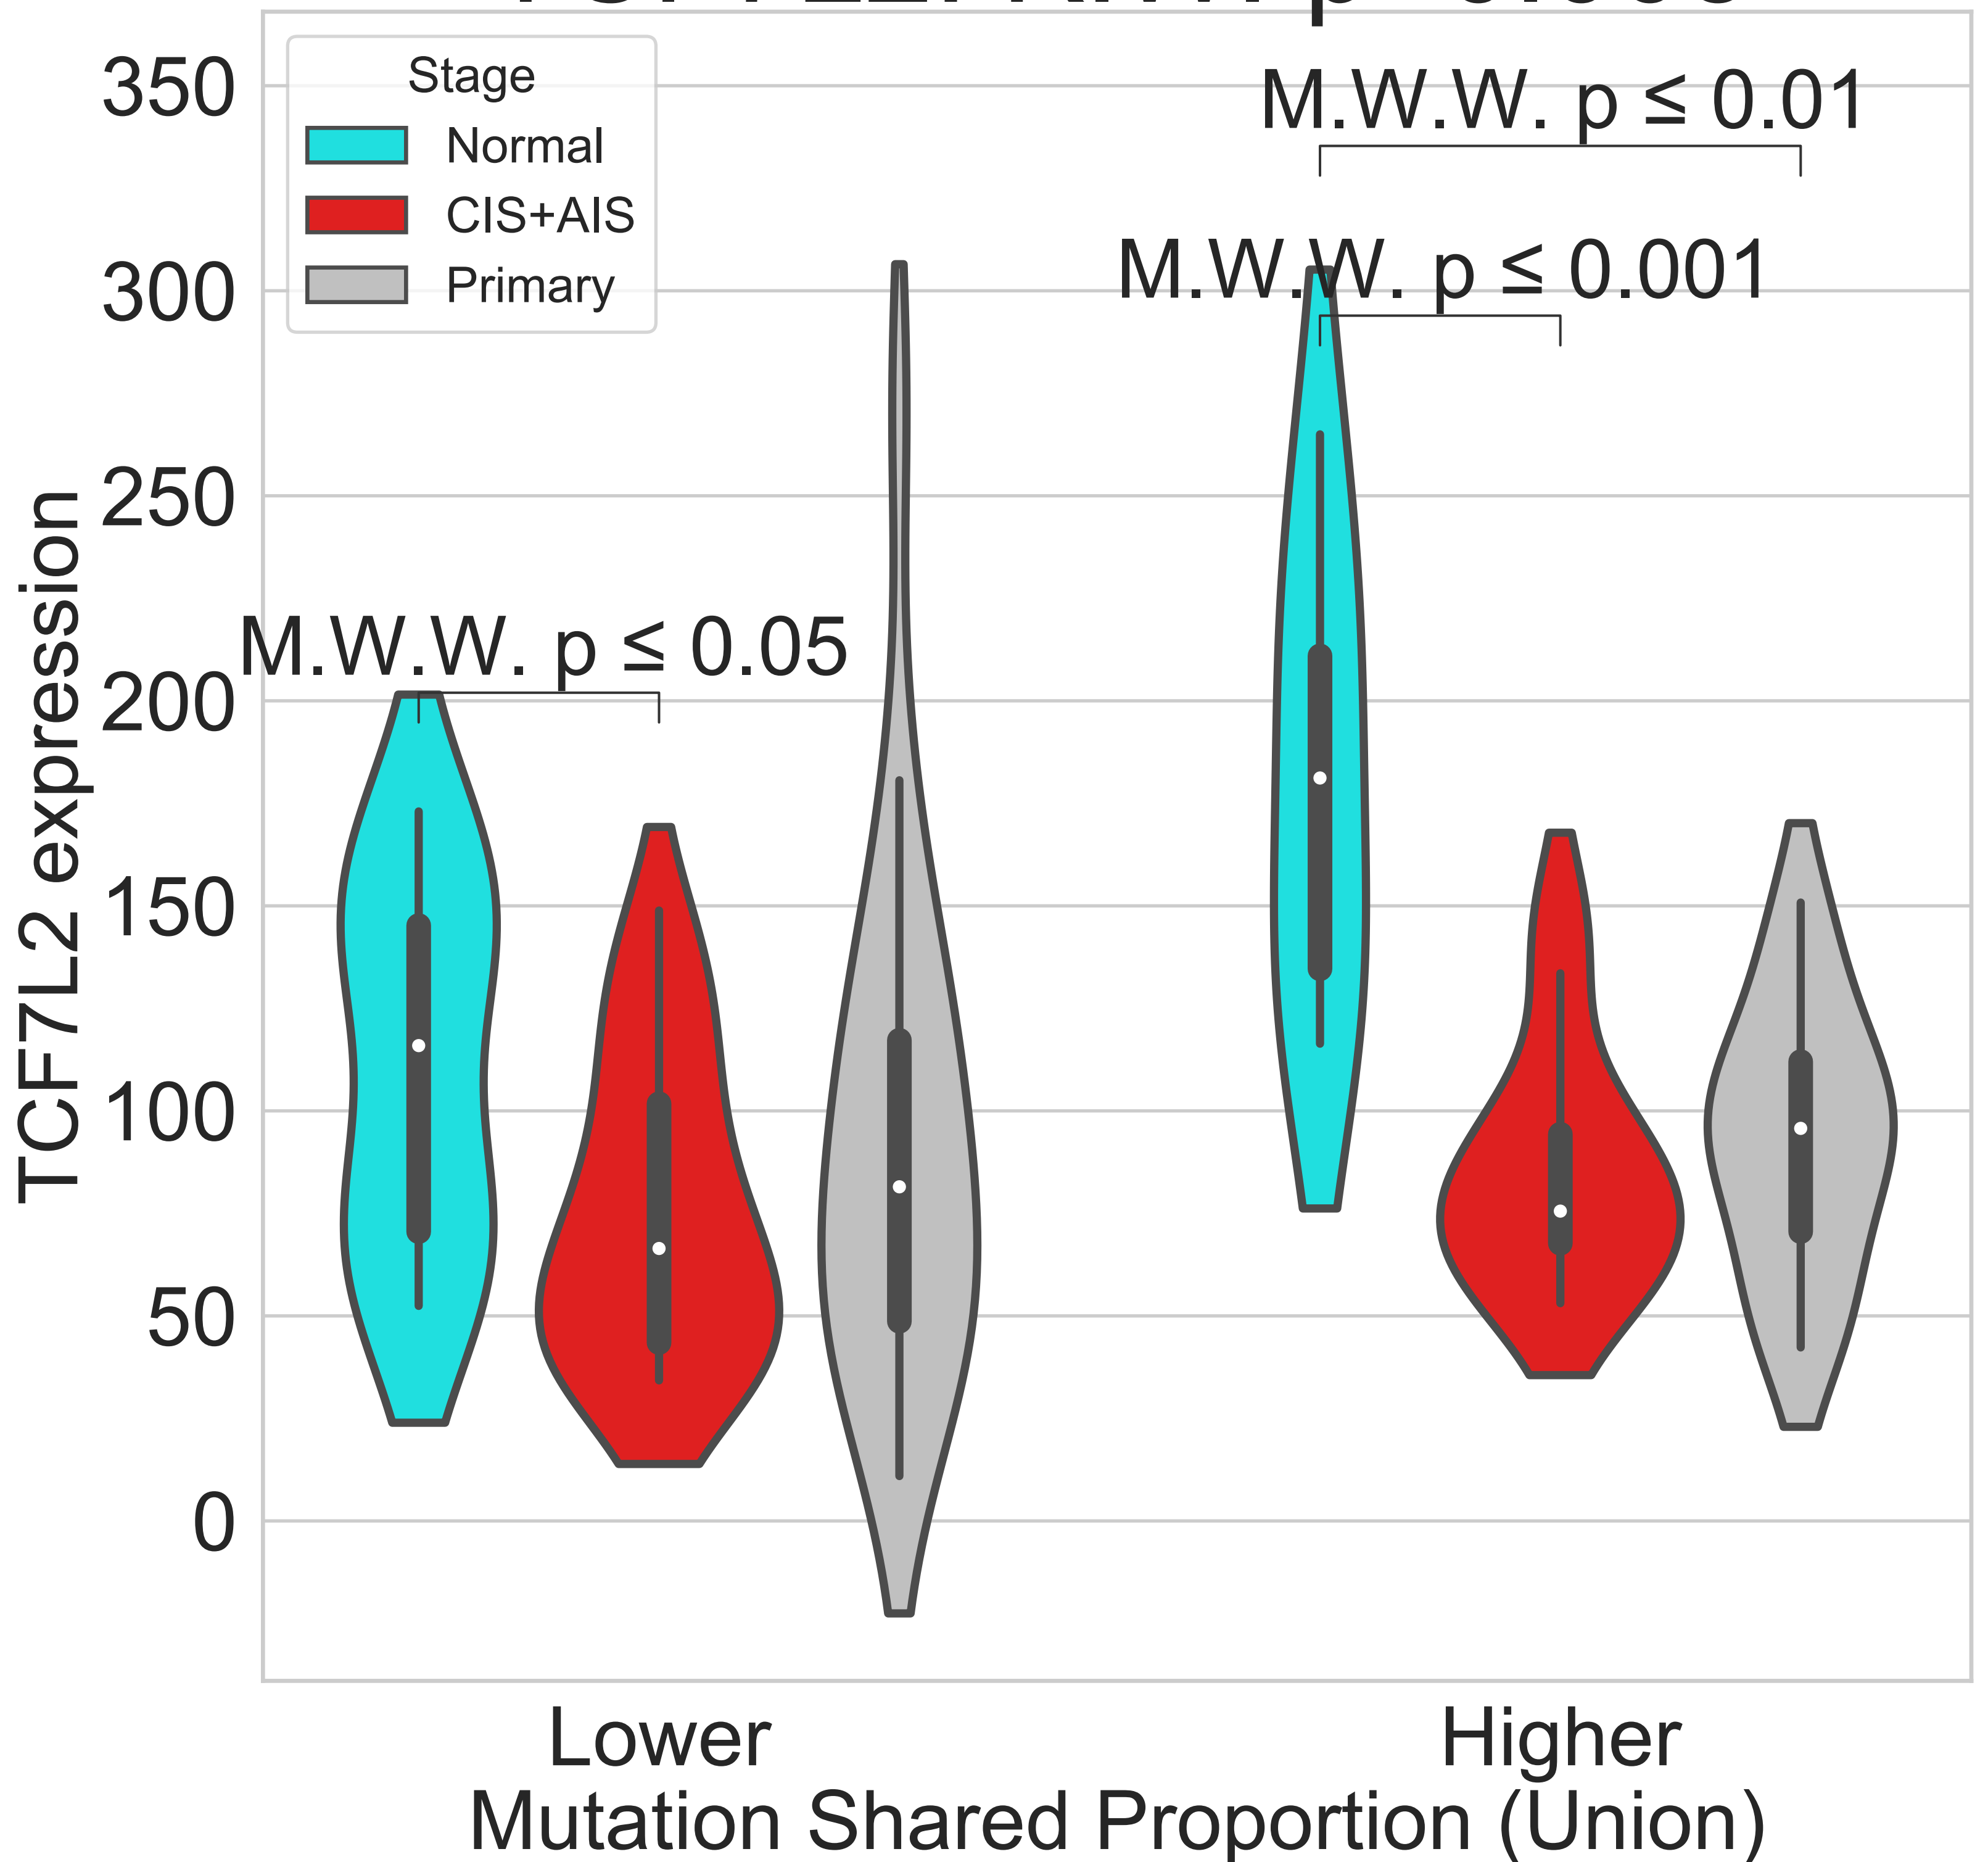 Stage
Normal
CIS+AIS
Primary
M.W.W. p ≤ 0.01
M.W.W. p ≤ 0.001
M.W.W. p ≤ 0.05
350
300
250
200
150
100
50
0
TCF7L2 expression
Lower
Higher
Mutation Shared Proportion (Union)